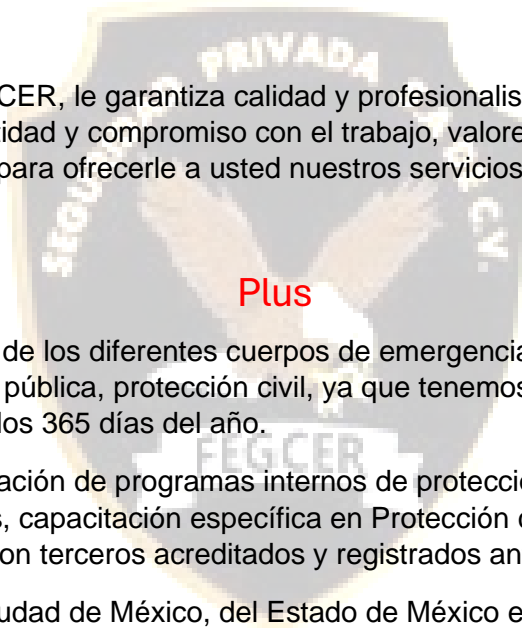 SEGURIDAD PRIVADA
CER, le garantiza calidad y profesionalis
tidad y compromiso con el trabajo, valore
para ofrecerle a usted nuestros servicios
Plus
de los diferentes cuerpos de emergencia
pública, protección civil, ya que tenemos
los 365 días del año.
FEGCER
ación de programas internos de protecció
s, capacitación específica en Protección
on terceros acreditados y registrados an
udad de México, del Estado de México e